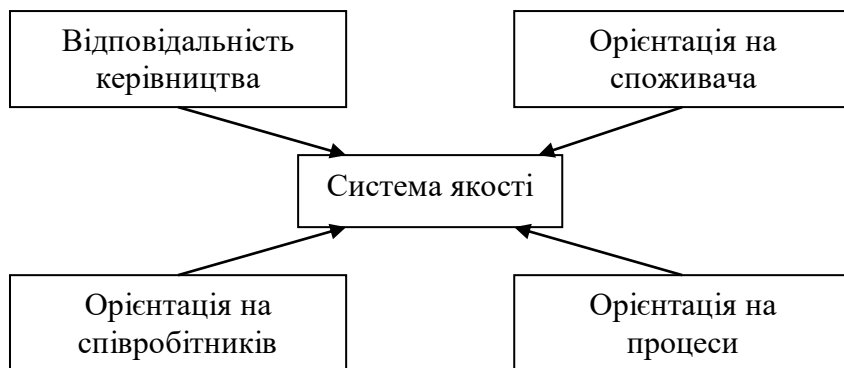 Відповідальність
керівництва
Орієнтація на
споживача
Система якості
Орієнтація на
співробітників
Орієнтація на
процеси